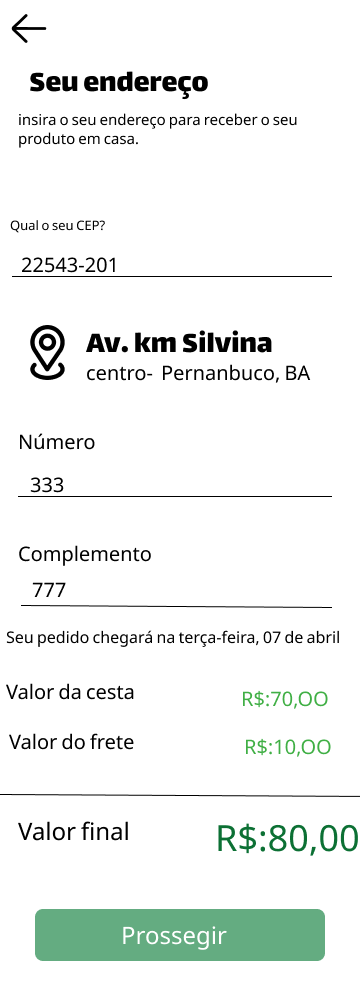 Seu endereço
insira o seu endereço para receber o seu
produto em casa.
Qual o seu CEP?
22543-201
Av. km Silvina
centro- Pernanbuco, BA
Número
333
Complemento
777
Seu pedido chegará na terça-feira, 07 de abril
Valor da cesta R$:70,OO
Valor do frete R$:10,OO
Valor final R$:80,00
Prossegir